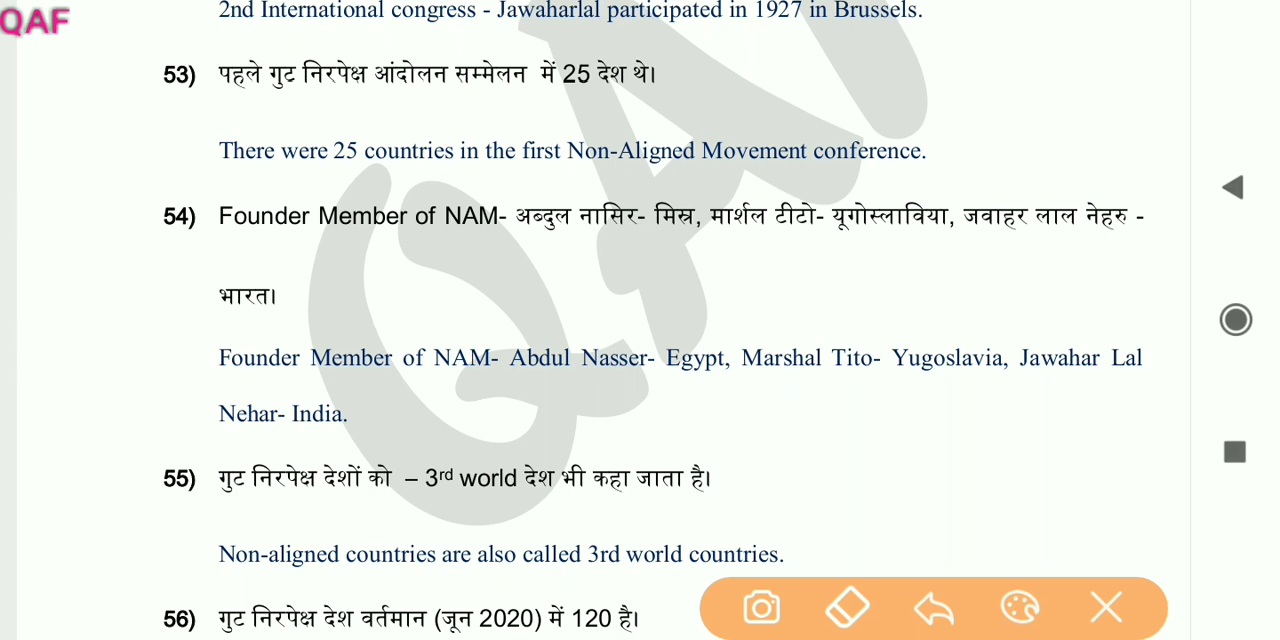 QAF
2nd International congress - Jawaharlal participated in 1927 in Brussels.
53) पहले गुट निरपेक्ष आंदोलन सम्मेलन में 25 देश थे।
There were 25 countries in the first Non-Aligned Movement conference.
54) Founder Member of NAM- अब्दुल नासिर- मिस्र, मार्शल टीटो- यूगोस्लाविया, जवाहर लाल नेहरु -
भारत।
Founder Member of NAM- Abdul Nasser- Egypt, Marshal Tito- Yugoslavia, Jawahar Lal
Nehar- India.
55) गुट निरपेक्ष देशों को – 3rd world देश भी कहा जाता है।
Non-aligned countries are also called 3rd world countries.
56) गुट निरपेक्ष देश वर्तमान (जून 2020) में 120 है।
QAF